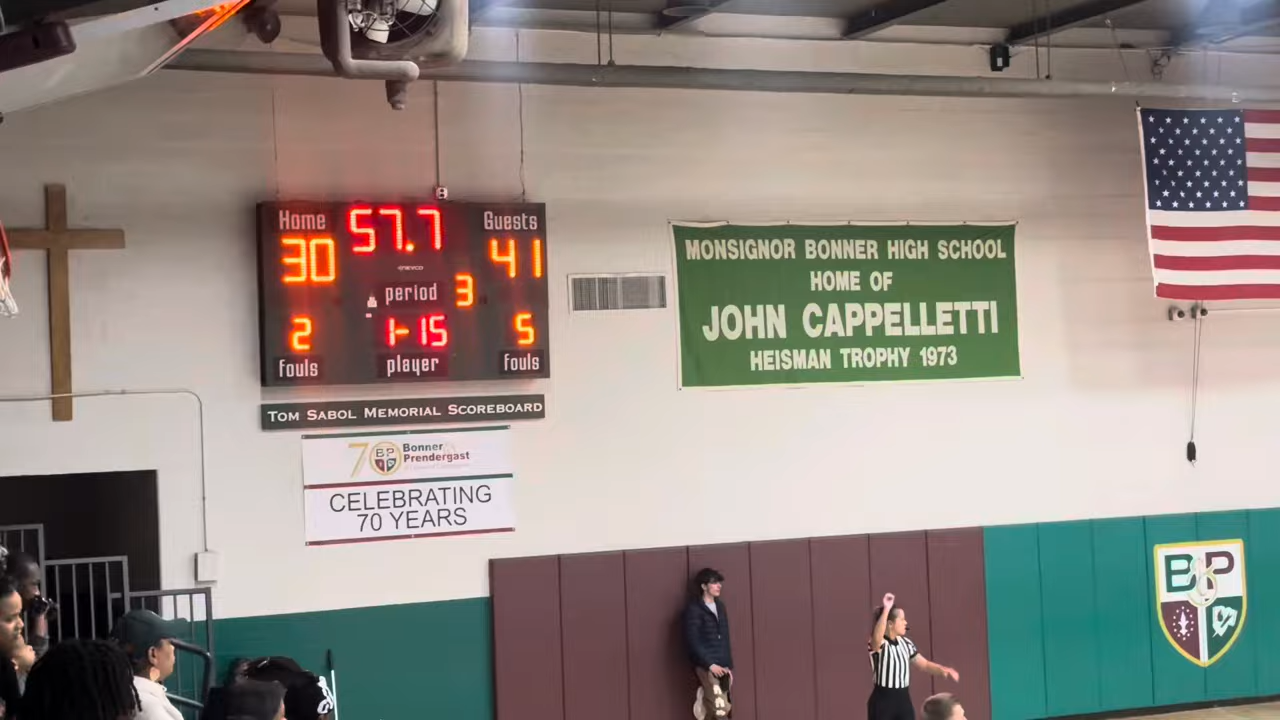 Home 57.7 Guests
30 41
period 3
2 1-15 5
fouls player fouls
TOM SABOL MEMORIAL SCOREBOARD
70 Bonner
Prendergast
CELEBRATING
70 YEARS
MONSIGNOR BONNER HIGH SCHOOL
HOME OF
JOHN CAPPELLETTI
HEISMAN TROPHY 1973
B&P